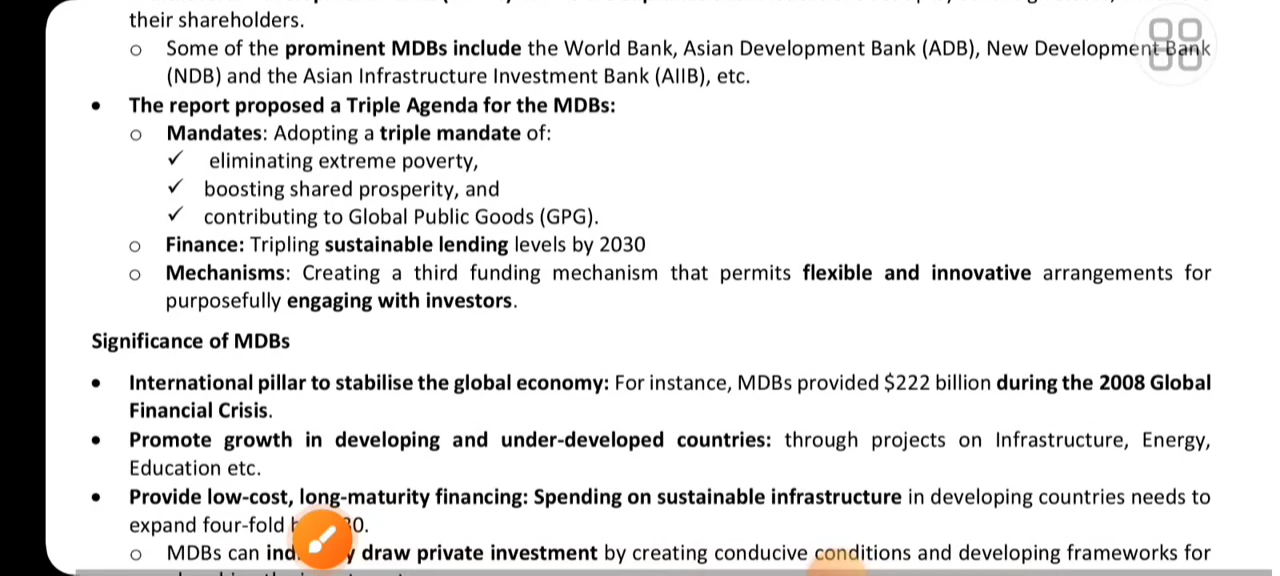 their shareholders.
o Some of the prominent MDBs include the World Bank, Asian Development Bank (ADB), New Development Bank
(NDB) and the Asian Infrastructure Investment Bank (AIIB), etc.
• The report proposed a Triple Agenda for the MDBs:
o Mandates: Adopting a triple mandate of:
✓ eliminating extreme poverty,
✓ boosting shared prosperity, and
✓ contributing to Global Public Goods (GPG).
o Finance: Tripling sustainable lending levels by 2030
o Mechanisms: Creating a third funding mechanism that permits flexible and innovative arrangements for
purposefully engaging with investors.
Significance of MDBs
• International pillar to stabilise the global economy: For instance, MDBs provided $222 billion during the 2008 Global
Financial Crisis.
• Promote growth in developing and under-developed countries: through projects on Infrastructure, Energy,
Education etc.
• Provide low-cost, long-maturity financing: Spending on sustainable infrastructure in developing countries needs to
expand four-fold
o MDBs can draw private investment by creating conducive conditions and developing frameworks for